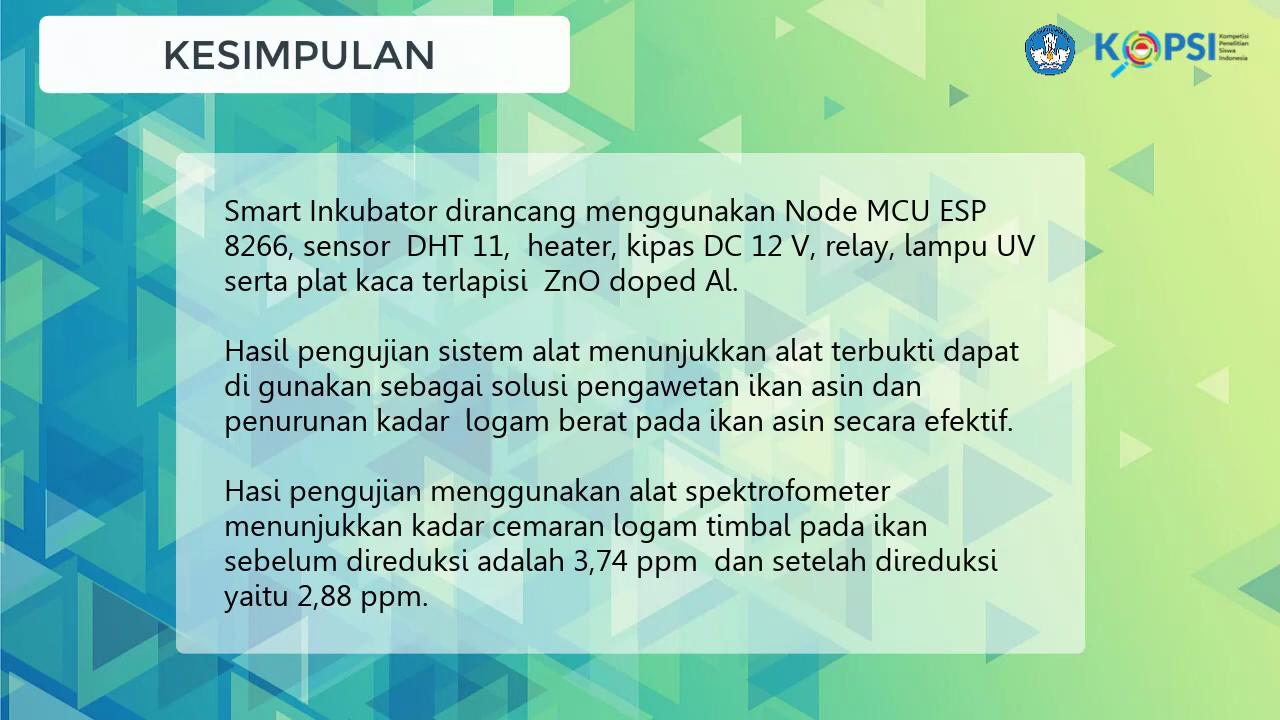 KESIMPULAN
KOPSI
Kompetisi
Penelitian
Siswa
Indonesia
Smart Inkubator dirancang menggunakan Node MCU ESP
8266, sensor  DHT 11,  heater, kipas DC 12 V, relay, lampu UV
serta plat kaca terlapisi  ZnO doped Al.
Hasil pengujian sistem alat menunjukkan alat terbukti dapat
di gunakan sebagai solusi pengawetan ikan asin dan
penurunan kadar  logam berat pada ikan asin secara efektif.
Hasi pengujian menggunakan alat spektrofometer
menunjukkan kadar cemaran logam timbal pada ikan
sebelum direduksi adalah 3,74 ppm  dan setelah direduksi
yaitu 2,88 ppm.